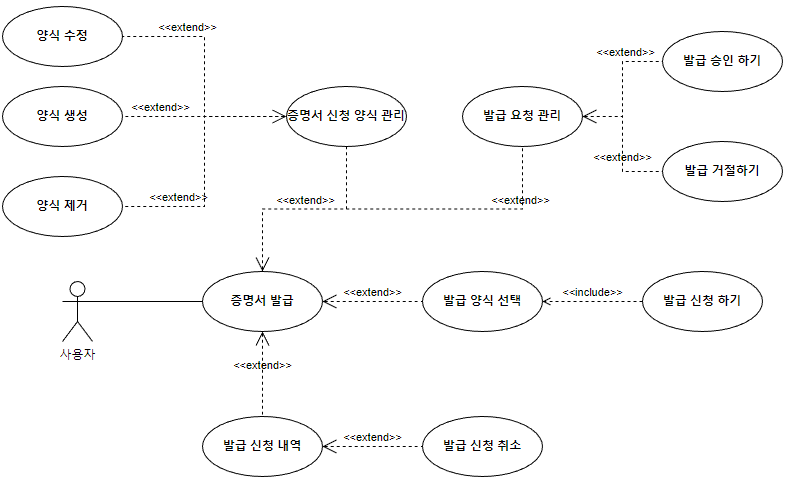 <<extend>>
양식 수정
<<extend>>
발급 승인 하기
<<extend>>
양식 생성
증명서 신청 양식 관리
발급 요청 관리
<<extend>>
발급 거절하기
<<extend>>
양식 제거
<<extend>>
<<extend>>
<<extend>>
증명서 발급
<<extend>>
발급 양식 선택
<<include>>
발급 신청 하기
사용자
<<extend>>
발급 신청 내역
<<extend>>
발급 신청 취소